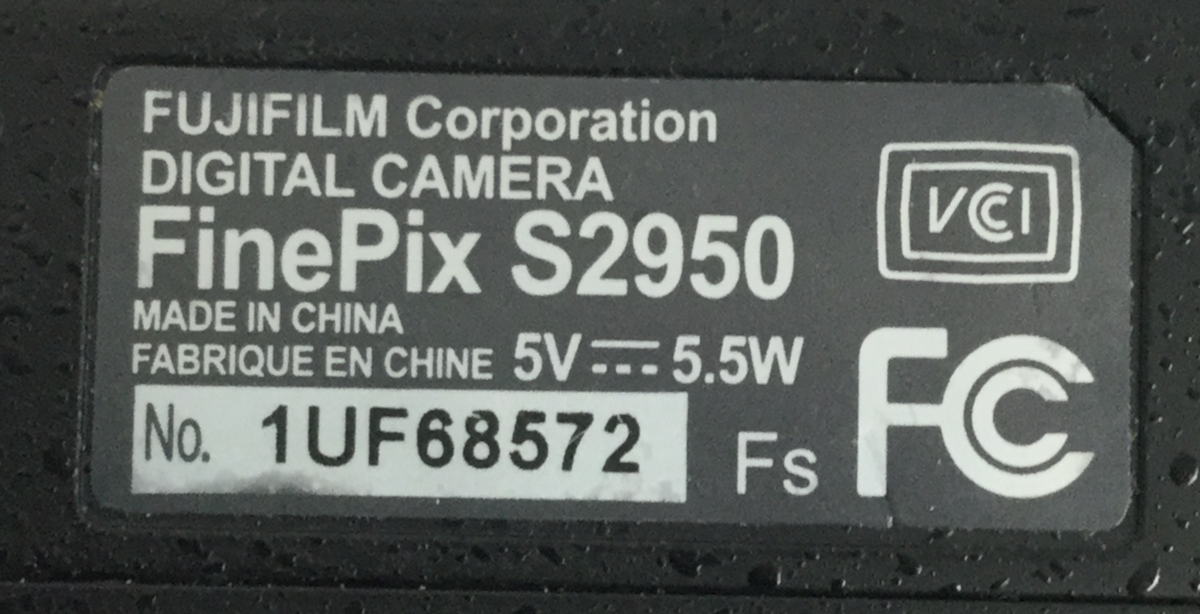 FUJIFILM Corporation
DIGITAL CAMERA
FinePix S2950
MADE IN CHINA
FABRIQUE EN CHINE 5V⎓5.5W
No. 1UF68572
Fs
VCCI
FC